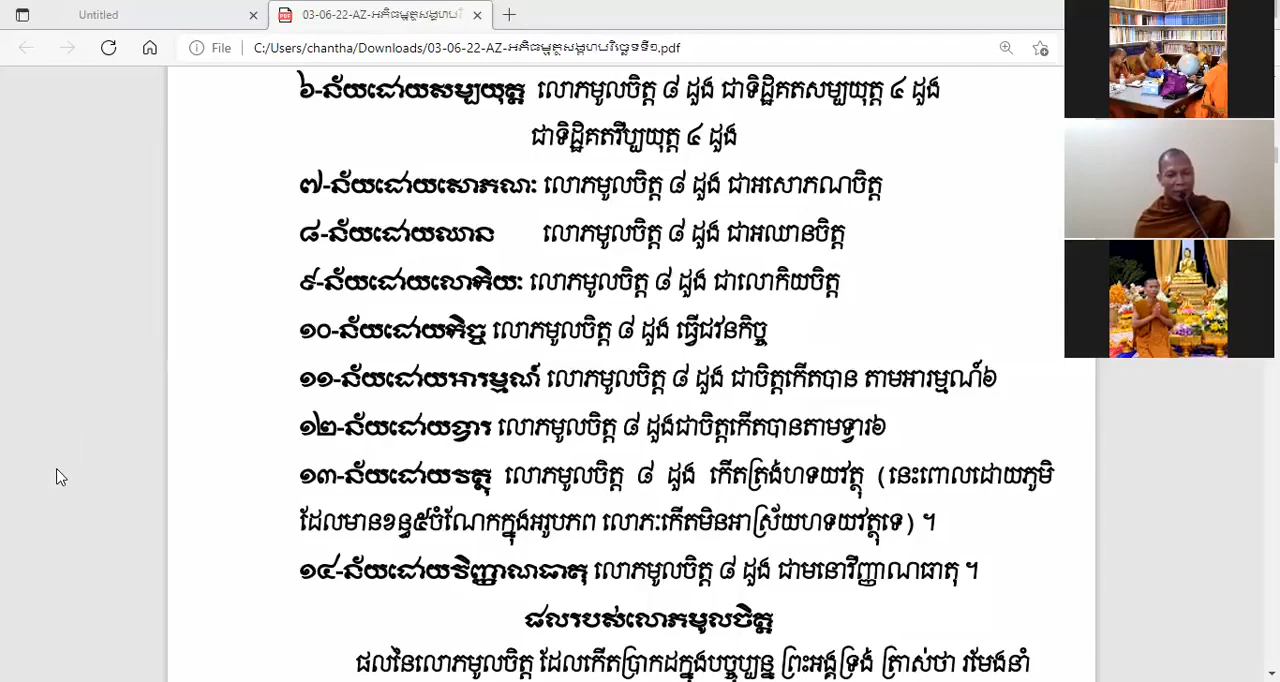 Untitled
03-06-22-AZ-អភិធម្មត្ថសង្គហបរិ
File
C:/Users/chantha/Downloads/03-06-22-AZ-អភិធម្មត្ថសង្គហបរិច្ឆេទទី១.pdf
៦-ន័យដោយសម្បយុត្ត លោភមូលចិត្ត ៨ ដួង ជាទិដ្ឋិគតសម្បយុត្ត ៤ ដួង
ជាទិដ្ឋិគតវិប្បយុត្ត ៤ ដួង
៧-ន័យដោយសោភណៈ លោភមូលចិត្ត ៨ ដួង ជាអសោភណចិត្ត
៨-ន័យដោយឈាន លោភមូលចិត្ត ៨ ដួង ជាអឈានចិត្ត
៩-ន័យដោយលោកិយៈ លោភមូលចិត្ត ៨ ដួង ជាលោកិយចិត្ត
១០-ន័យដោយកិច្ច លោភមូលចិត្ត ៨ ដួង ធ្វើជវនកិច្ច
១១-ន័យដោយអារម្មណ៍ លោភមូលចិត្ត ៨ ដួង ជាចិត្តកើតបាន តាមអារម្មណ៍៦
១២-ន័យដោយទ្វារ លោភមូលចិត្ត ៨ ដួងជាចិត្តកើតបានតាមទ្វារ៦
១៣-ន័យដោយវត្ថុ លោភមូលចិត្ត ៨ ដួង កើតត្រង់ហទយវត្ថុ (នេះពោលដោយភូមិ
ដែលមានខន្ធ៥ចំណែកក្នុងអរូបភព លោភៈកើតមិនអាស្រ័យហទយវត្ថុទេ) ។
១៤-ន័យដោយវិញ្ញាណធាតុ លោភមូលចិត្ត ៨ ដួង ជាមនោវិញ្ញាណធាតុ ។
ផលរបស់លោភមូលចិត្ត
ផលនៃលោភមូលចិត្ត ដែលកើតប្រាកដក្នុងបច្ចុប្បន្ន ព្រះអង្គទ្រង់ ត្រាស់ថា រមែងនាំ